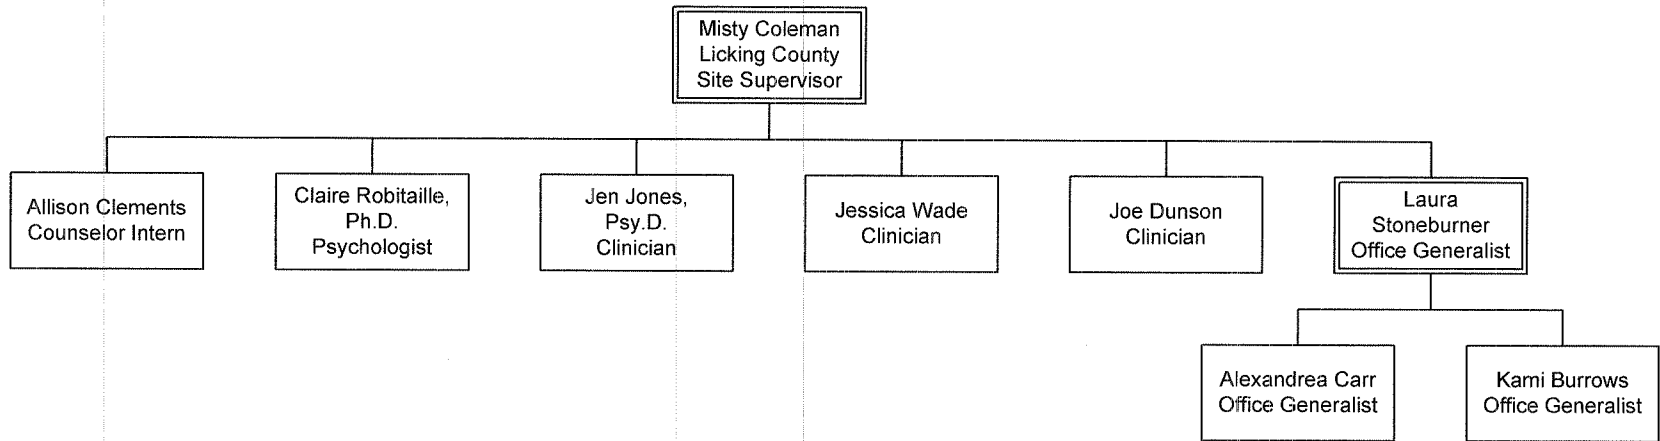 Misty Coleman
Licking County
Site Supervisor
Allison Clements
Counselor Intern
Claire Robitaille,
Ph.D.
Psychologist
Jen Jones,
Psy.D.
Clinician
Jessica Wade
Clinician
Joe Dunson
Clinician
Laura
Stoneburner
Office Generalist
Alexandrea Carr
Office Generalist
Kami Burrows
Office Generalist